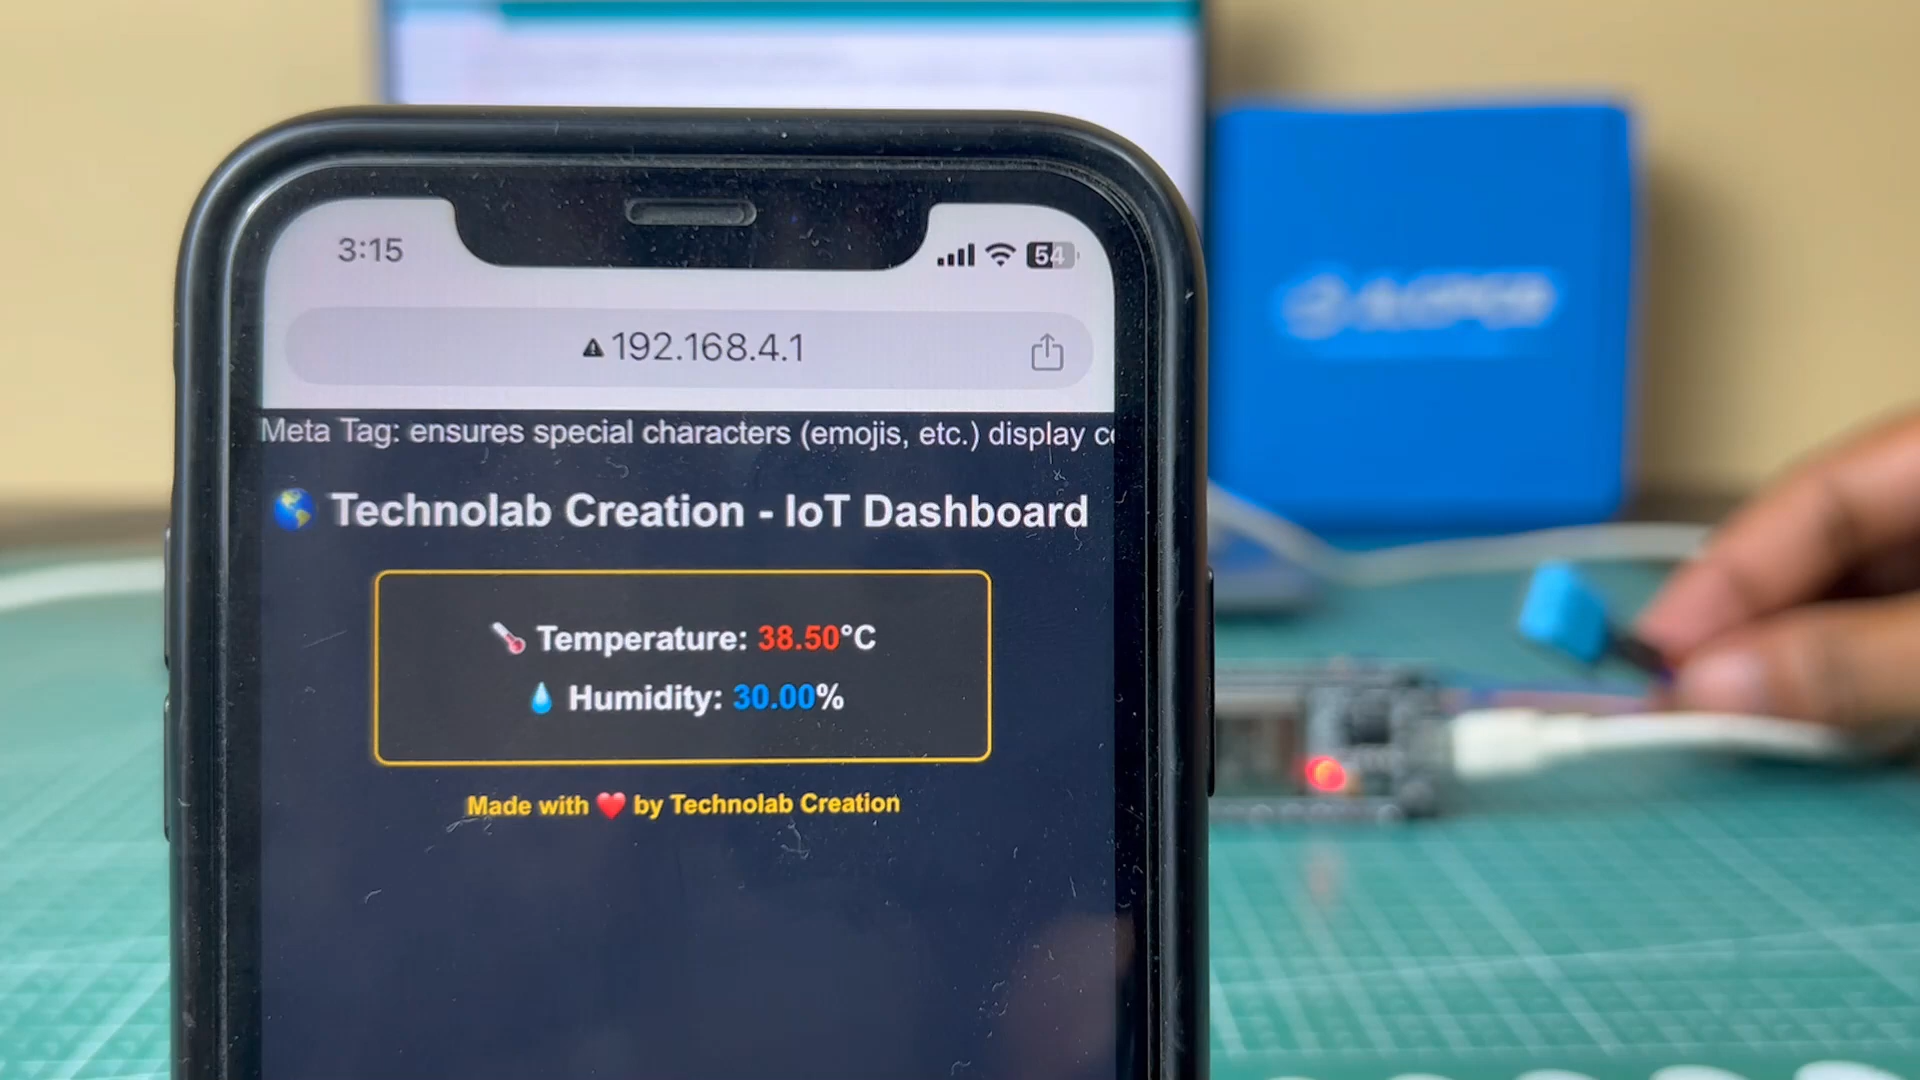 3:15
54
192.168.4.1
Meta Tag: ensures special characters (emojis, etc.) display c
🌎 Technolab Creation - IoT Dashboard
🌡️ Temperature: 38.50°C
💧 Humidity: 30.00%
Made with ❤️ by Technolab Creation